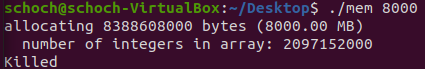 schoch@schoch-VirtualBox:~/Desktop$ ./mem 8000
allocating 8388608000 bytes (8000.00 MB)
  number of integers in array: 2097152000
Killed